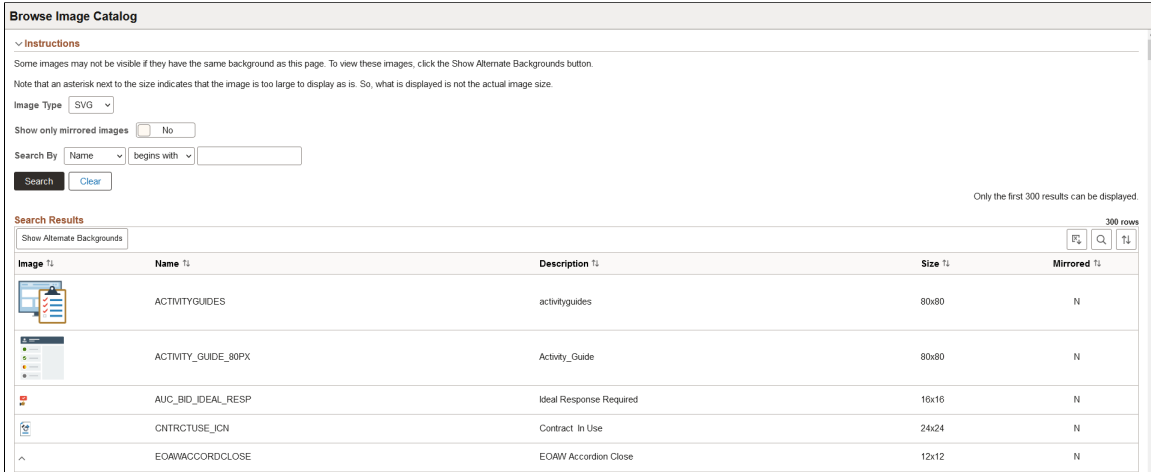 Browse Image Catalog
Instructions
Some images may not be visible if they have the same background as this page. To view these images, click the Show Alternate Backgrounds button.
Note that an asterisk next to the size indicates that the image is too large to display as is. So, what is displayed is not the actual image size.
Image Type SVG
Show only mirrored images No
Search By Name begins with
Search Clear
Only the first 300 results can be displayed.
Search Results 300 rows
Show Alternate Backgrounds
Image Name Description Size Mirrored
ACTIVITYGUIDES activityguides 80x80 N
ACTIVITY_GUIDE_80PX Activity_Guide 80x80 N
AUC_BID_IDEAL_RESP Ideal Response Required 16x16 N
CNTRCTUSE_ICN Contract In Use 24x24 N
EOAWACCORDCLOSE EOAW Accordion Close 12x12 N